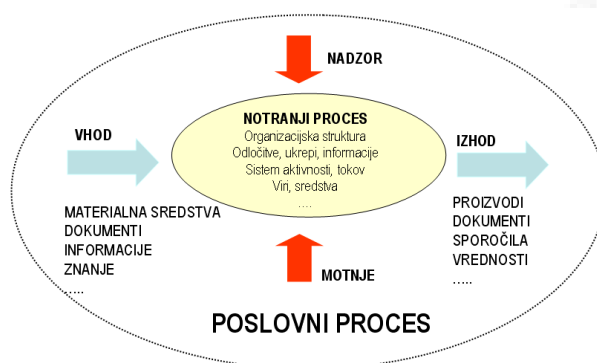 NADZOR
NOTRANJI PROCES
Organizacijska struktura
Odločitve, ukrepi, informacije
Sistem aktivnosti, tokov
Viri, sredstva
....
VHOD
MATERIALNA SREDSTVA
DOKUMENTI
INFORMACIJE
ZNANJE
.....
IZHOD
PROIZVODI
DOKUMENTI
SPOROČILA
VREDNOSTI
.....
MOTNJE
POSLOVNI PROCES